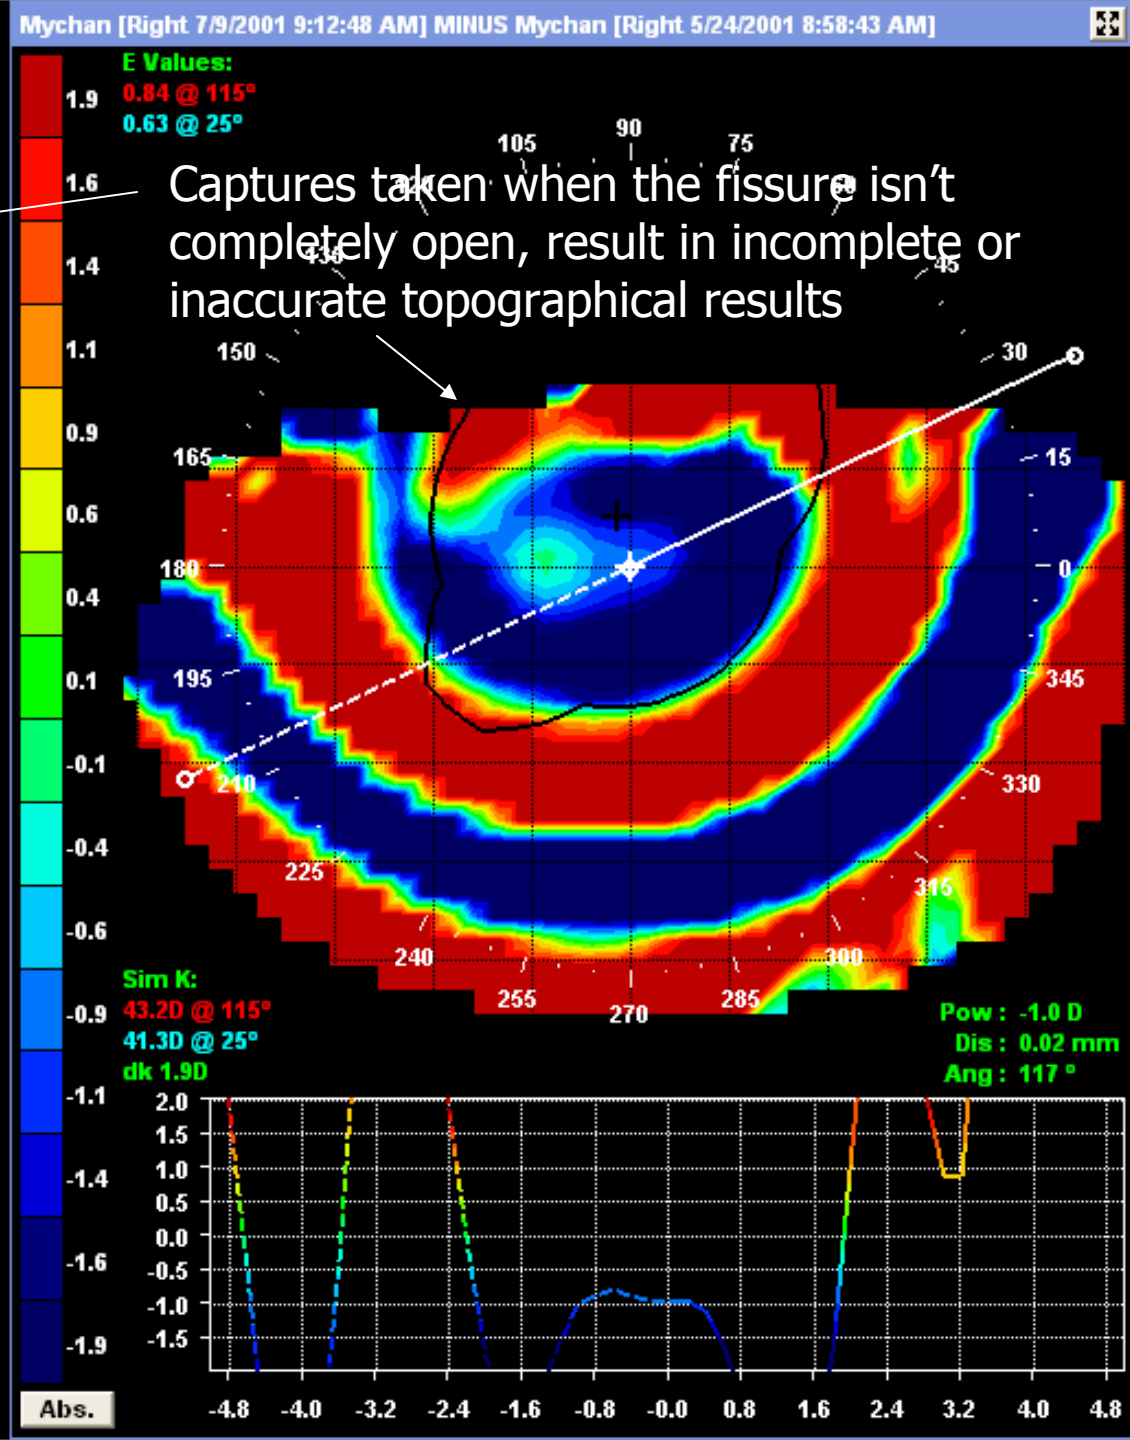 Mychan [Right 7/9/2001 9:12:48 AM] MINUS Mychan [Right 5/24/2001 8:58:43 AM]
E Values:
0.84 @ 115°
0.63 @ 25°
1.9
1.6
1.4
1.1
0.9
0.6
0.4
0.1
-0.1
-0.4
-0.6
-0.9
-1.1
-1.4
-1.6
-1.9
Captures taken when the fissure isn't
completely open, result in incomplete or
inaccurate topographical results
105 90 75
120 60
135 45
150 30
165 15
180 0
195 345
210 330
225 315
240 300
255 270 285
Sim K:
43.2D @ 115°
41.3D @ 25°
dk 1.9D
Pow : -1.0 D
Dis : 0.02 mm
Ang : 117 °
2.0
1.5
1.0
0.5
0.0
-0.5
-1.0
-1.5
Abs.
-4.8 -4.0 -3.2 -2.4 -1.6 -0.8 -0.0 0.8 1.6 2.4 3.2 4.0 4.8